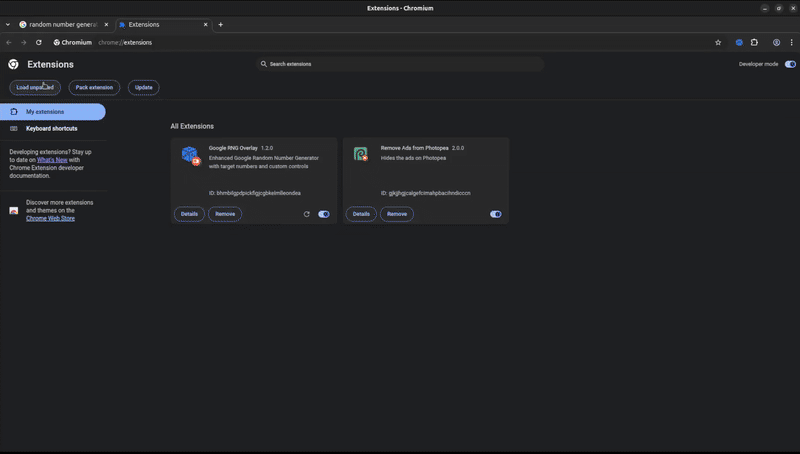 Extensions - Chromium
random number genera
Extensions
Chromium
chrome://extensions
Extensions
Search extensions
Developer mode
Load unpacked
Pack extension
Update
My extensions
Keyboard shortcuts
Developing extensions? Stay up
to date on What's New with
Chrome Extension developer
documentation.
Discover more extensions
and themes on the
Chrome Web Store
All Extensions
Google RNG Overlay 1.2.0
Enhanced Google Random Number Generator
with target numbers and custom controls
Details
Remove
Remove Ads from Photopea 2.0.0
Hides the ads on Photopea
Details
Remove